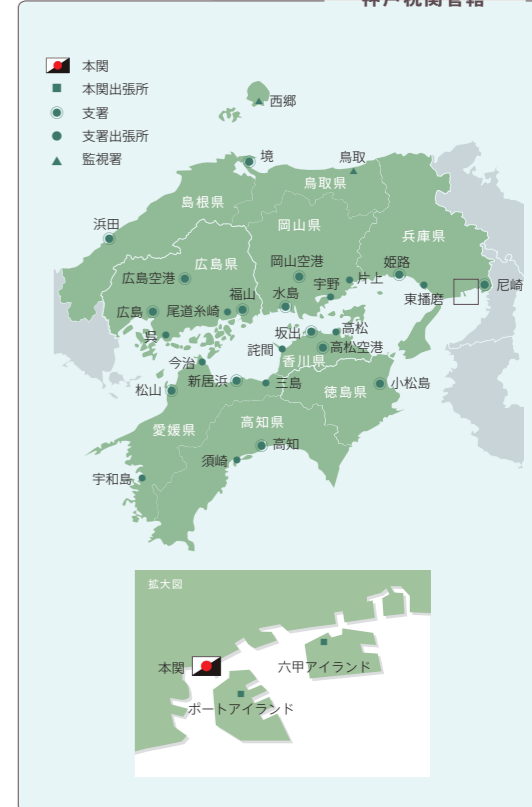 神戸税関管轄
本関
本関出張所
支署
支署出張所
監視署
西郷
境
鳥取
鳥取県
島根県
岡山県
兵庫県
浜田
広島県
岡山空港
姫路
広島空港
宇野
片上
尼崎
福山
水島
東播磨
広島
尾道糸崎
呉
坂出
高松
詫間
高松空港
香川県
今治
新居浜
三島
小松島
松山
徳島県
愛媛県
高知県
高知
須崎
宇和島
拡大図
本関
六甲アイランド
ポートアイランド